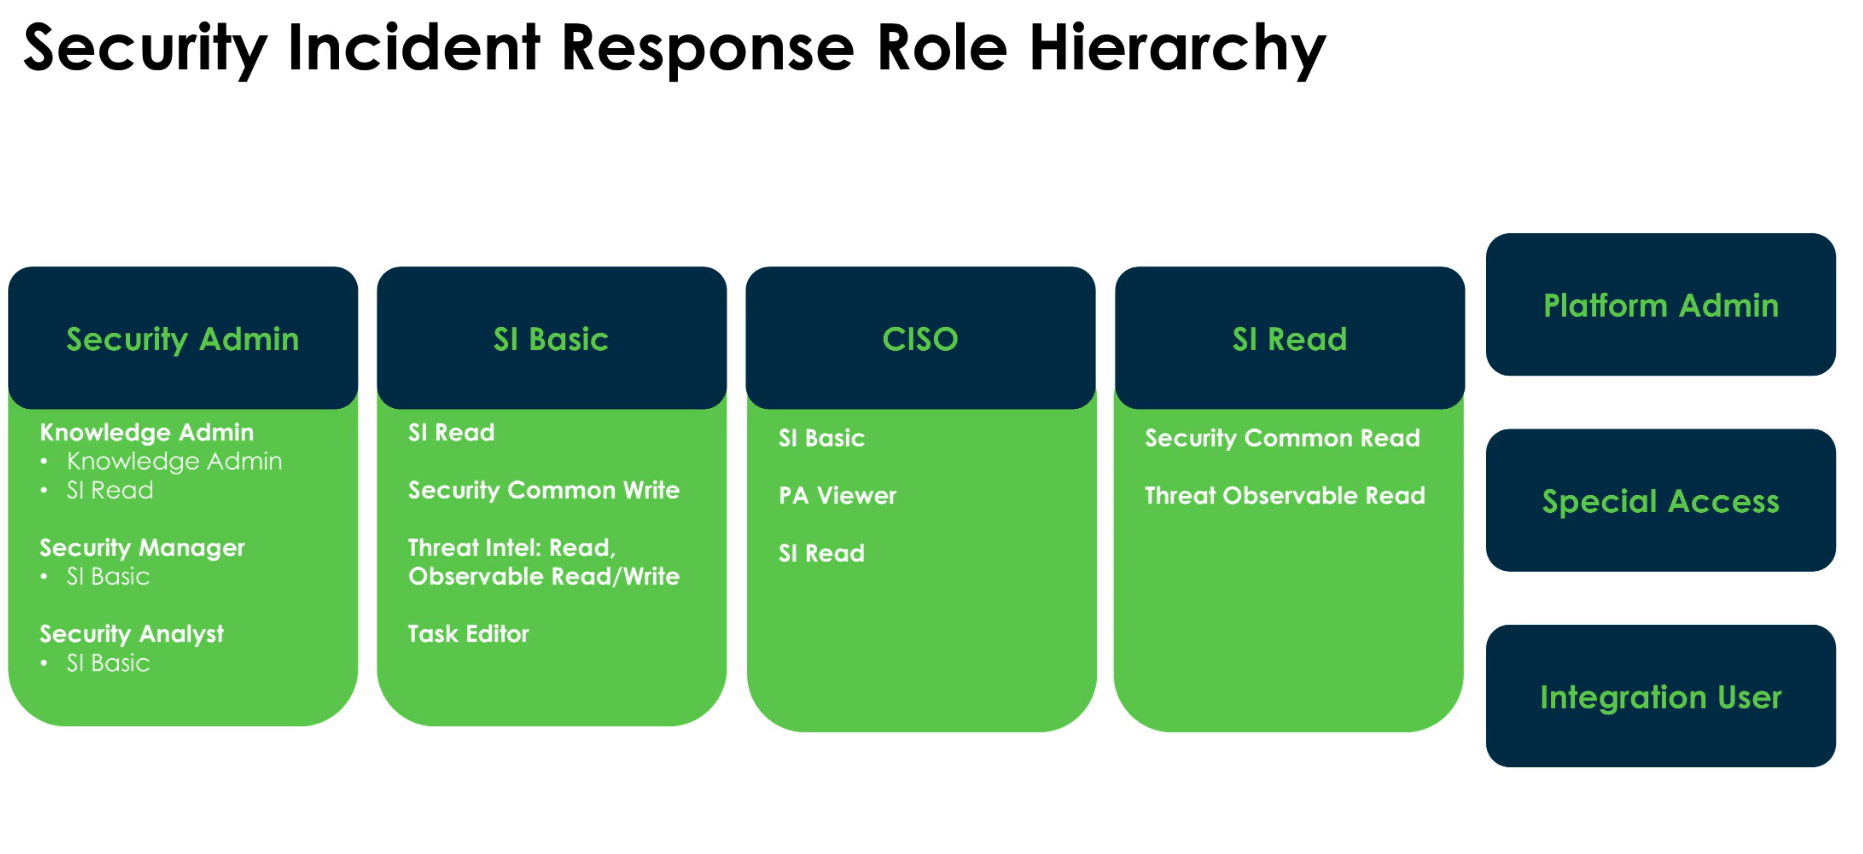 Security Incident Response Role Hierarchy
Security Admin
Knowledge Admin
• Knowledge Admin
• SI Read
Security Manager
• SI Basic
Security Analyst
• SI Basic
SI Basic
SI Read
Security Common Write
Threat Intel: Read,
Observable Read/Write
Task Editor
CISO
SI Basic
PA Viewer
SI Read
SI Read
Security Common Read
Threat Observable Read
Platform Admin
Special Access
Integration User